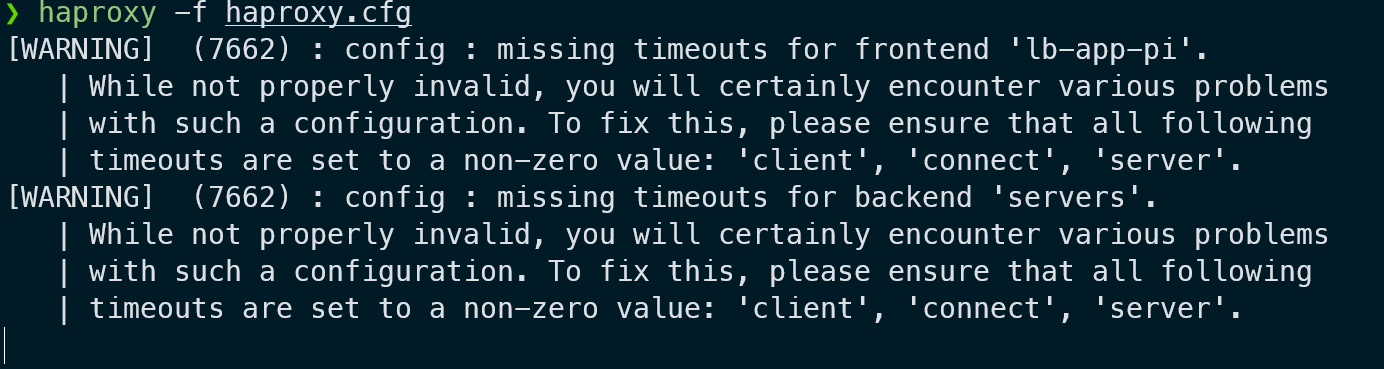 ❯ haproxy -f haproxy.cfg
[WARNING]  (7662) : config : missing timeouts for frontend 'lb-app-pi'.
   | While not properly invalid, you will certainly encounter various problems
   | with such a configuration. To fix this, please ensure that all following
   | timeouts are set to a non-zero value: 'client', 'connect', 'server'.
[WARNING]  (7662) : config : missing timeouts for backend 'servers'.
   | While not properly invalid, you will certainly encounter various problems
   | with such a configuration. To fix this, please ensure that all following
   | timeouts are set to a non-zero value: 'client', 'connect', 'server'.